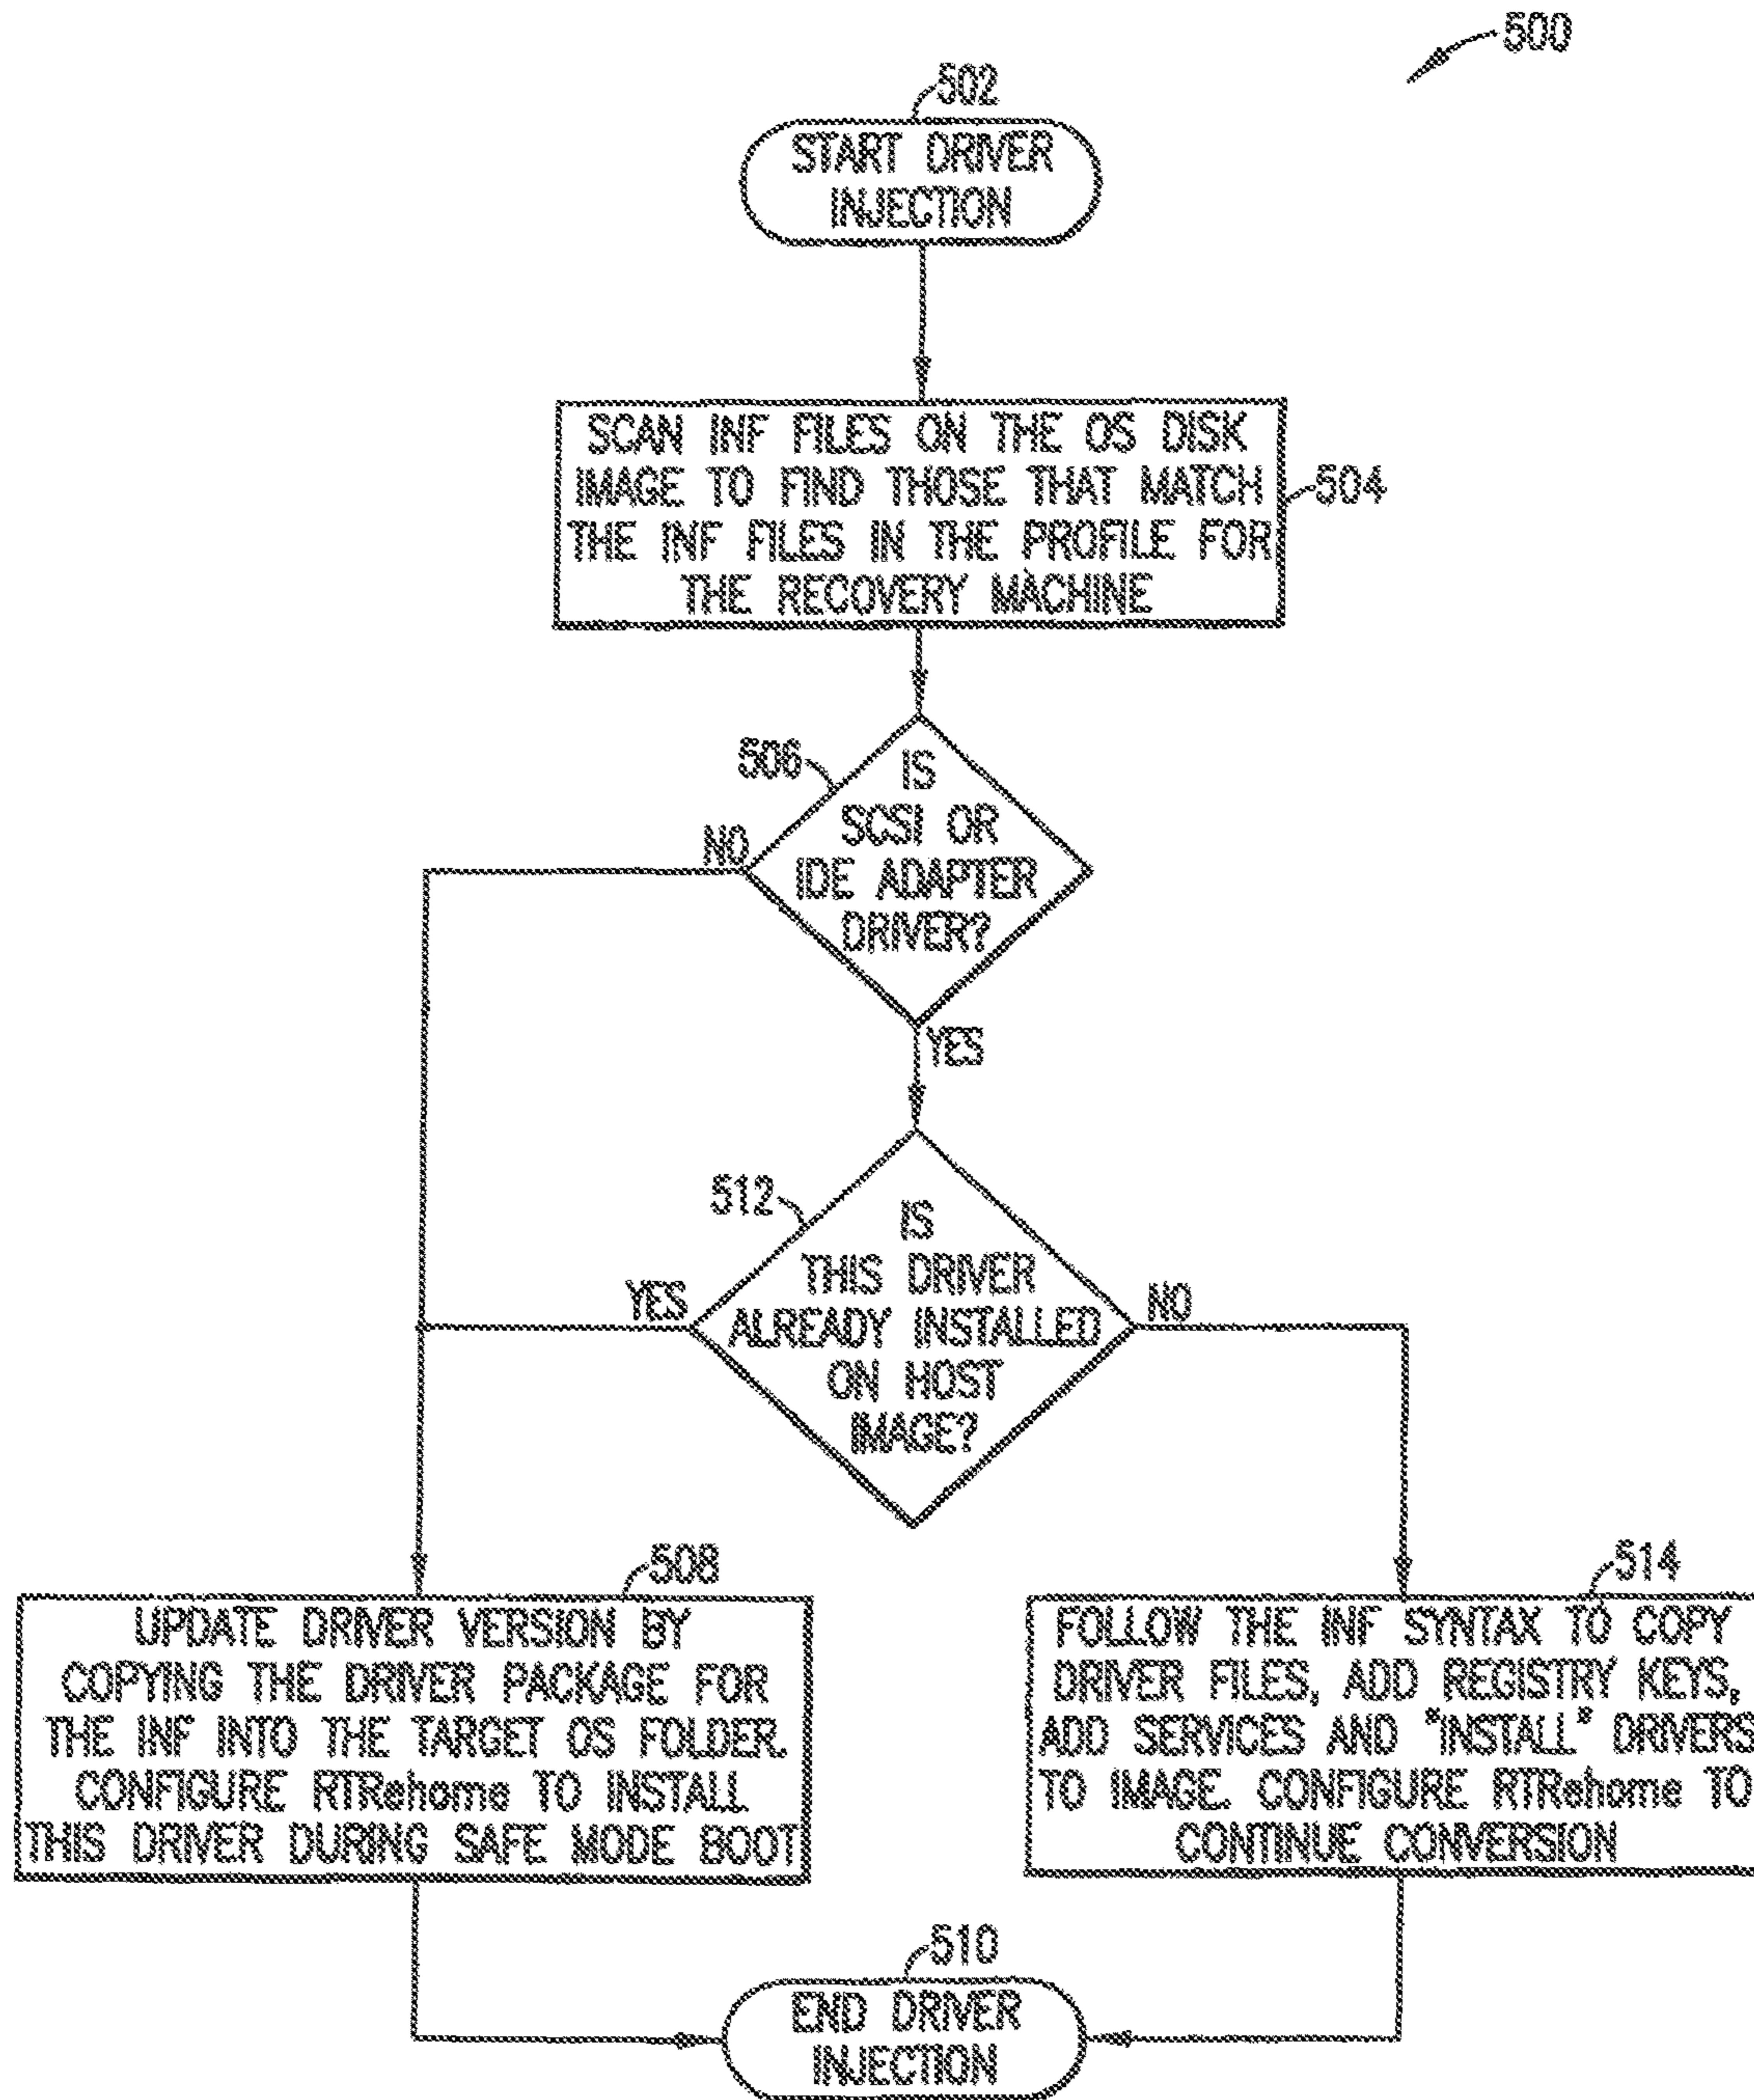 500
502
START DRIVER
INJECTION
SCAN INF FILES ON THE OS DISK
IMAGE TO FIND THOSE THAT MATCH
THE INF FILES IN THE PROFILE FOR
THE RECOVERY MACHINE
504
506
IS
SCSI OR
IDE ADAPTER
DRIVER?
NO
YES
512
IS
THIS DRIVER
ALREADY INSTALLED
ON HOST
IMAGE?
YES
NO
508
UPDATE DRIVER VERSION BY
COPYING THE DRIVER PACKAGE FOR
THE INF INTO THE TARGET OS FOLDER.
CONFIGURE RTRehome TO INSTALL
THIS DRIVER DURING SAFE MODE BOOT
514
FOLLOW THE INF SYNTAX TO COPY
DRIVER FILES, ADD REGISTRY KEYS,
ADD SERVICES AND "INSTALL" DRIVERS
TO IMAGE. CONFIGURE RTRehome TO
CONTINUE CONVERSION
510
END DRIVER
INJECTION